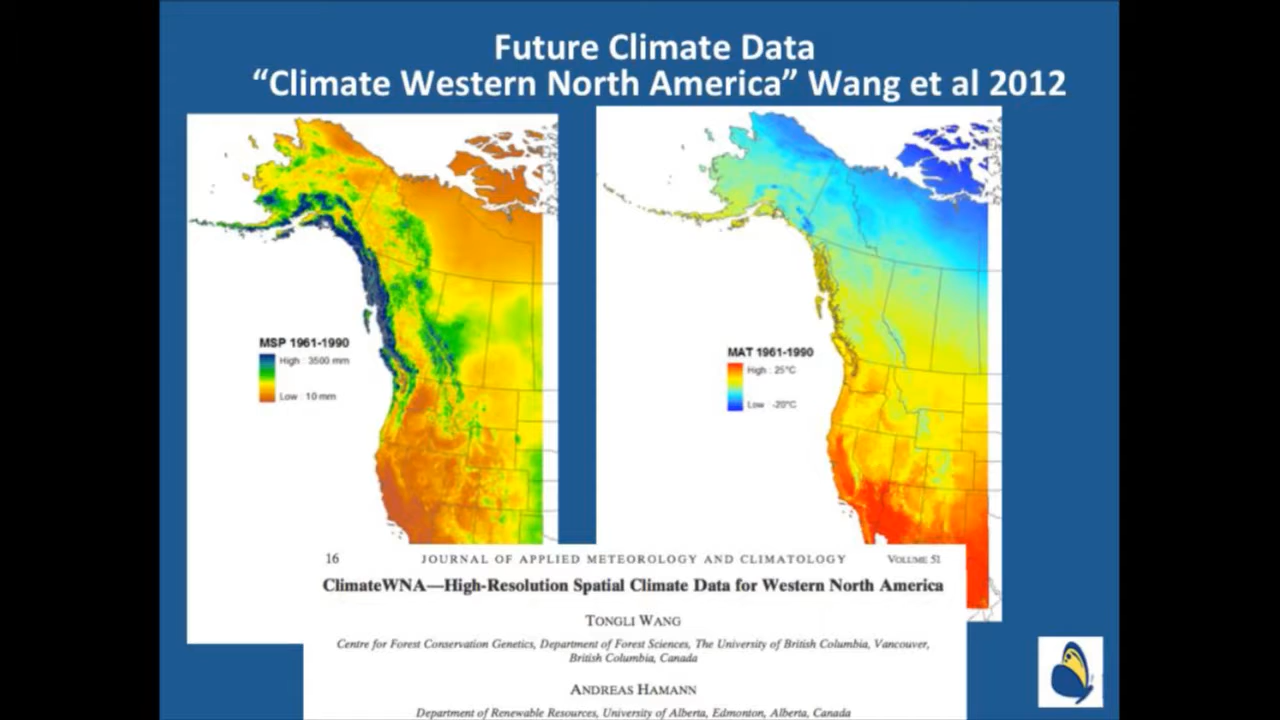 Future Climate Data
“Climate Western North America” Wang et al 2012
MSP 1961-1990
High : 3500 mm
Low : 10 mm
MAT 1961-1990
High : 25°C
Low : -20°C
16 JOURNAL OF APPLIED METEOROLOGY AND CLIMATOLOGY VOLUME 51
ClimateWNA—High-Resolution Spatial Climate Data for Western North America
TONGLI WANG
Centre for Forest Conservation Genetics, Department of Forest Sciences, The University of British Columbia, Vancouver,
British Columbia, Canada
ANDREAS HAMANN
Department of Renewable Resources, University of Alberta, Edmonton, Alberta, Canada